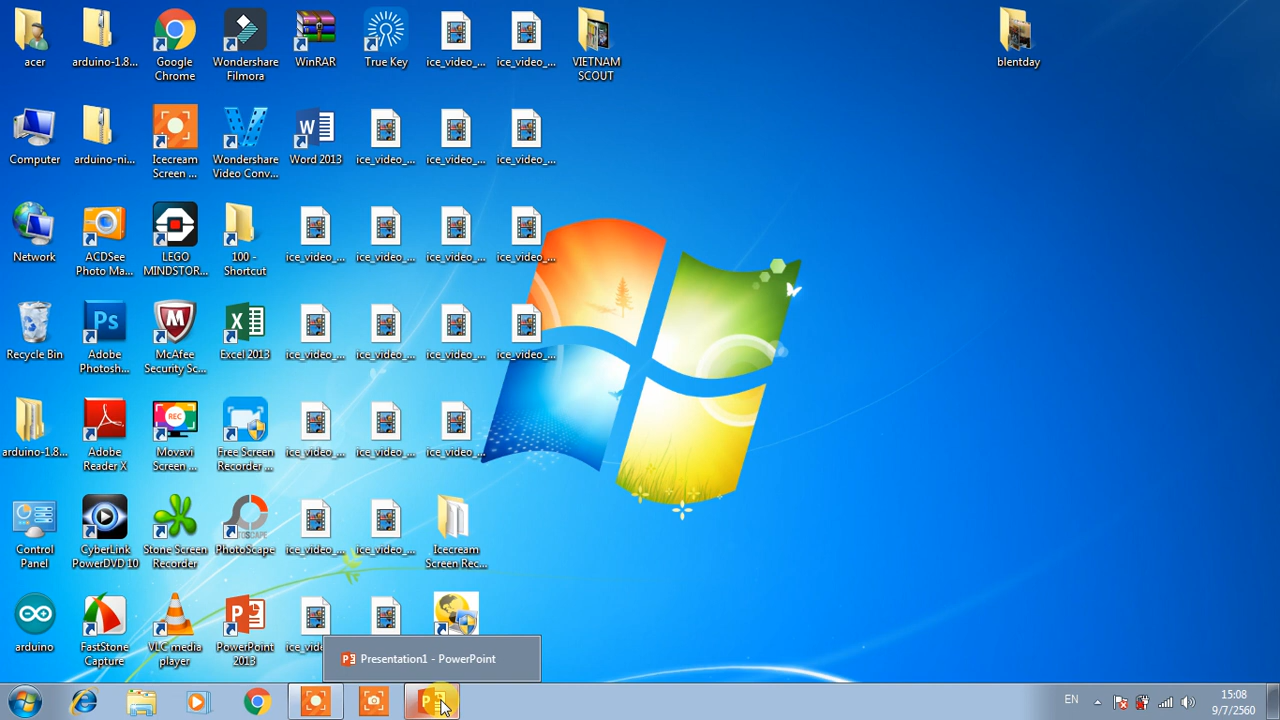 acer
arduino-1.8...
Google
Chrome
Wondershare
Filmora
WinRAR
True Key
ice_video_...
ice_video_...
VIETNAM
SCOUT
blentday
Computer
arduino-ni...
Icecream
Screen ...
Wondershare
Video Conv...
W
Word 2013
ice_video_...
ice_video_...
ice_video_...
Network
ACDSee
Photo Ma...
LEGO
MINDSTOR...
100 -
Shortcut
ice_video_...
ice_video_...
ice_video_...
ice_video_...
Recycle Bin
Ps
Adobe
Photosh...
McAfee
Security Sc...
X
Excel 2013
ice_video_...
ice_video_...
ice_video_...
ice_video_...
arduino-1.8...
Adobe
Reader X
REC
Movavi
Screen ...
Free Screen
Recorder ...
ice_video_...
ice_video_...
ice_video_...
Control
Panel
CyberLink
PowerDVD 10
Stone Screen
Recorder
PhotoScape
ice_video_...
ice_video_...
Icecream
Screen Rec...
arduino
FastStone
Capture
VLC media
player
P
PowerPoint
2013
ice_vide
Presentation1 - PowerPoint
EN
15:08
9/7/2560